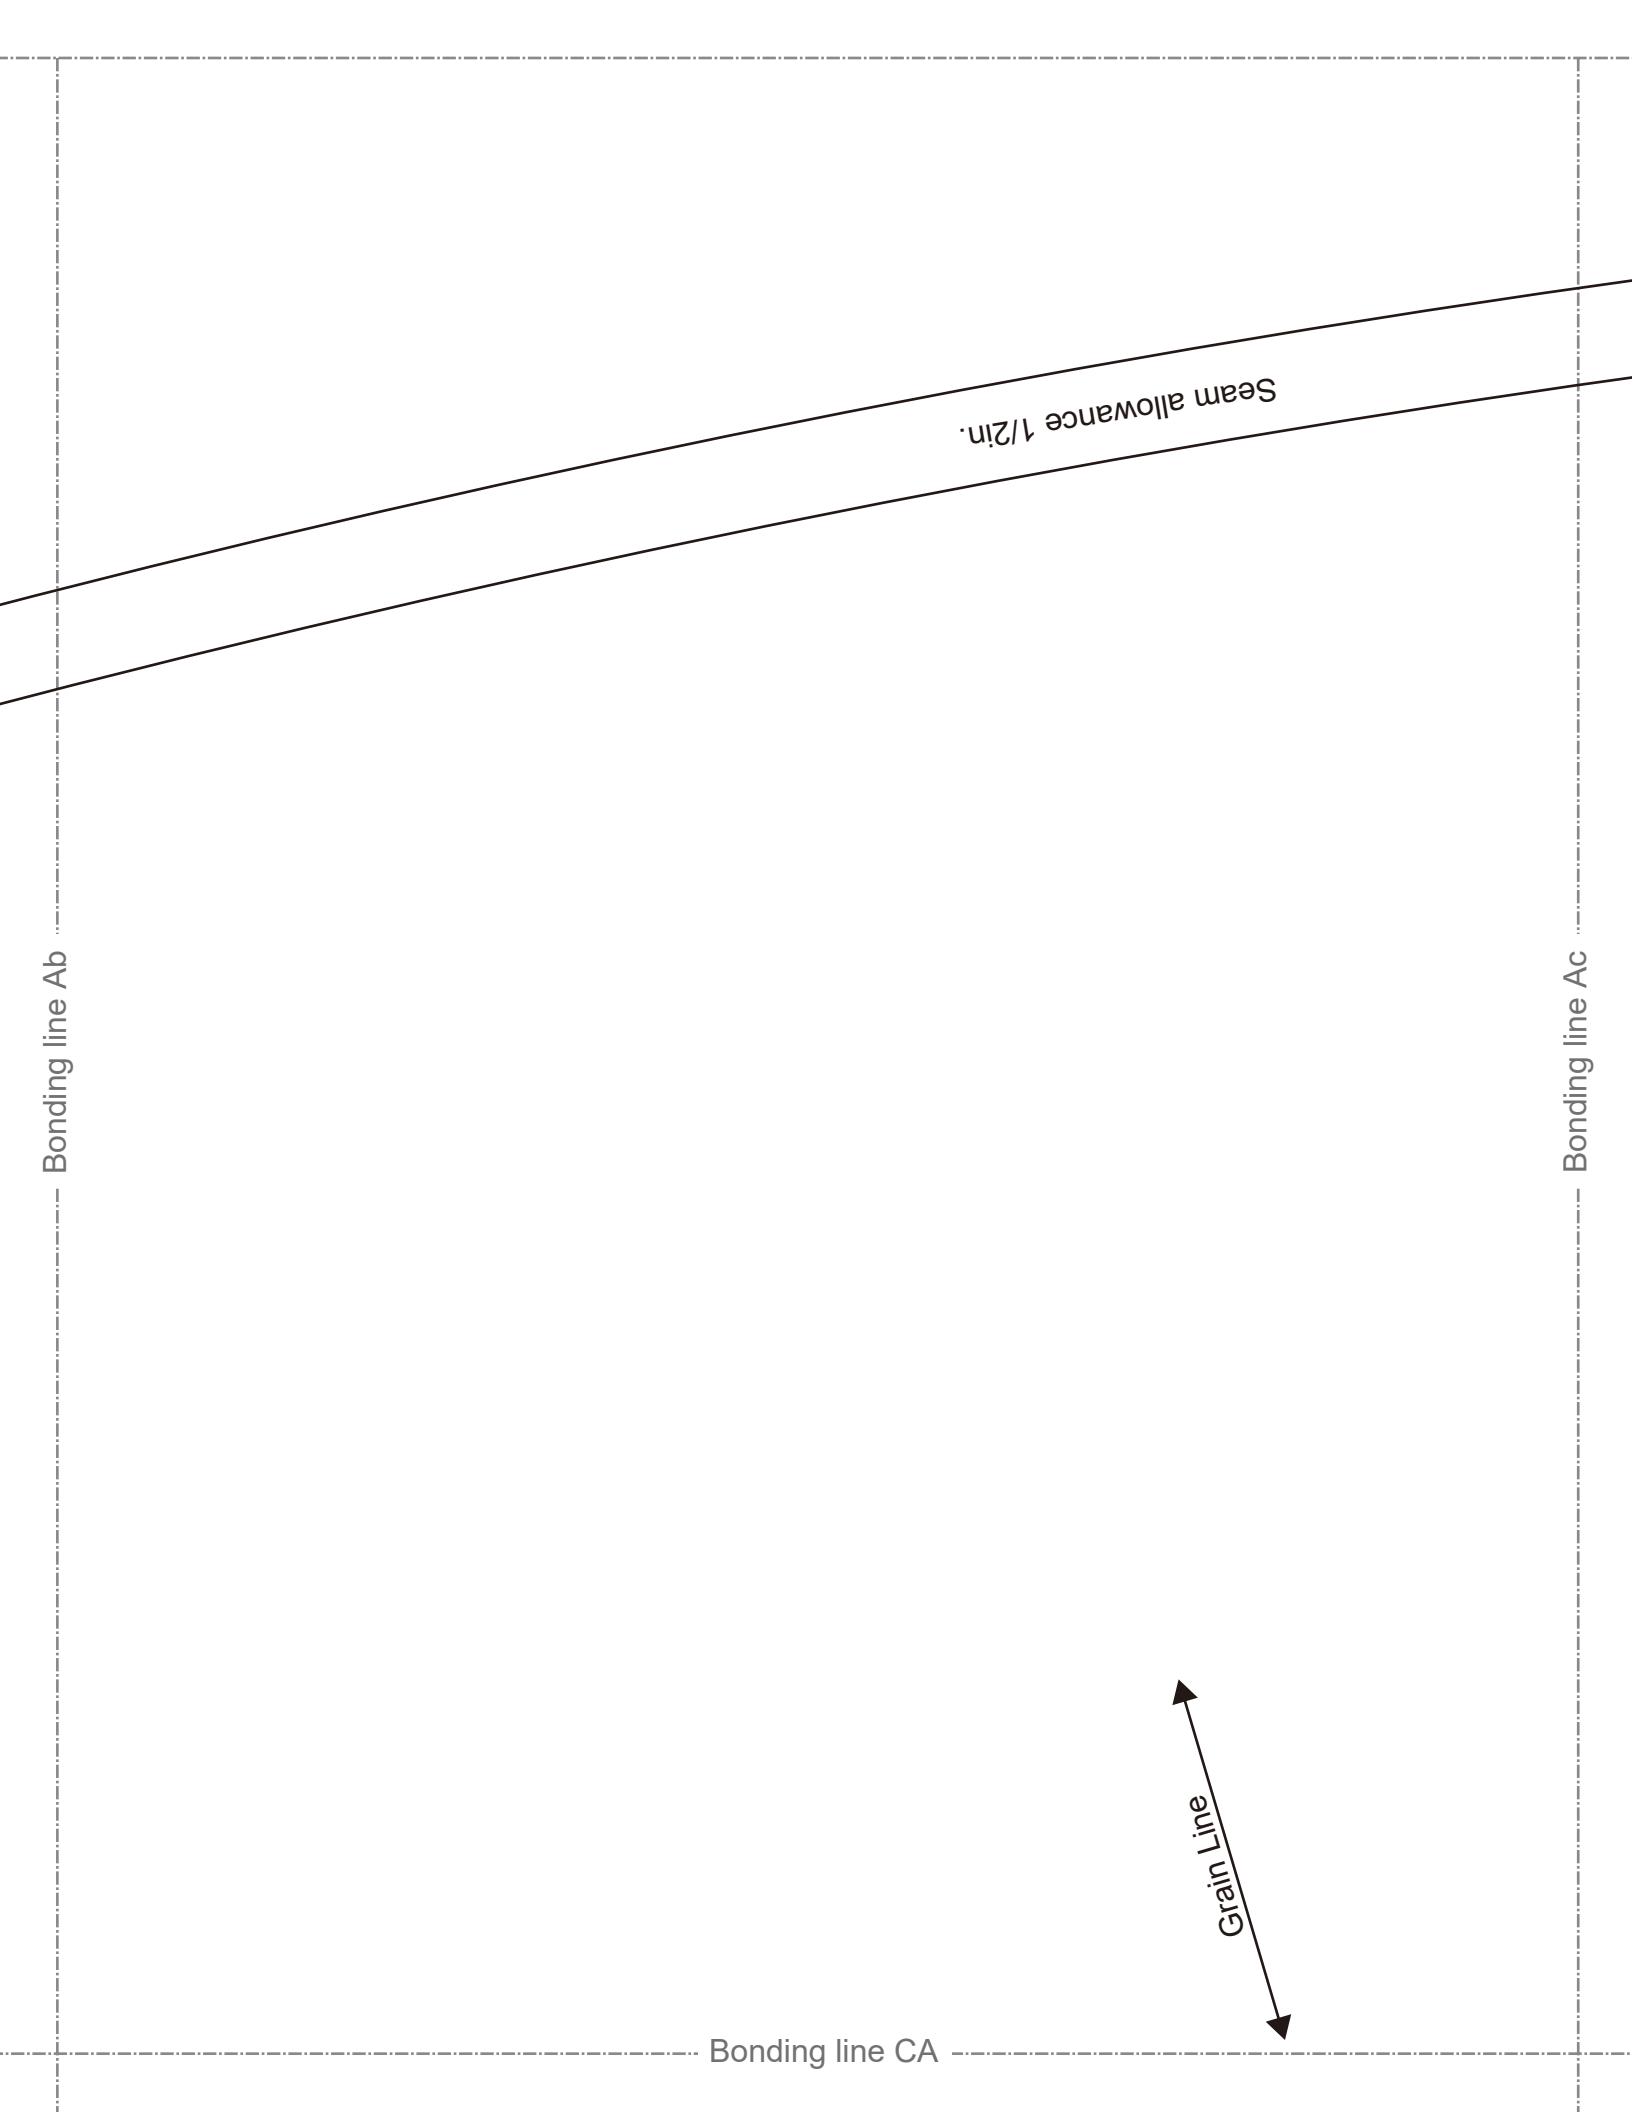 Seam allowance 1/2in.
Bonding line Ab
Bonding line Ac
Grain Line
Bonding line CA